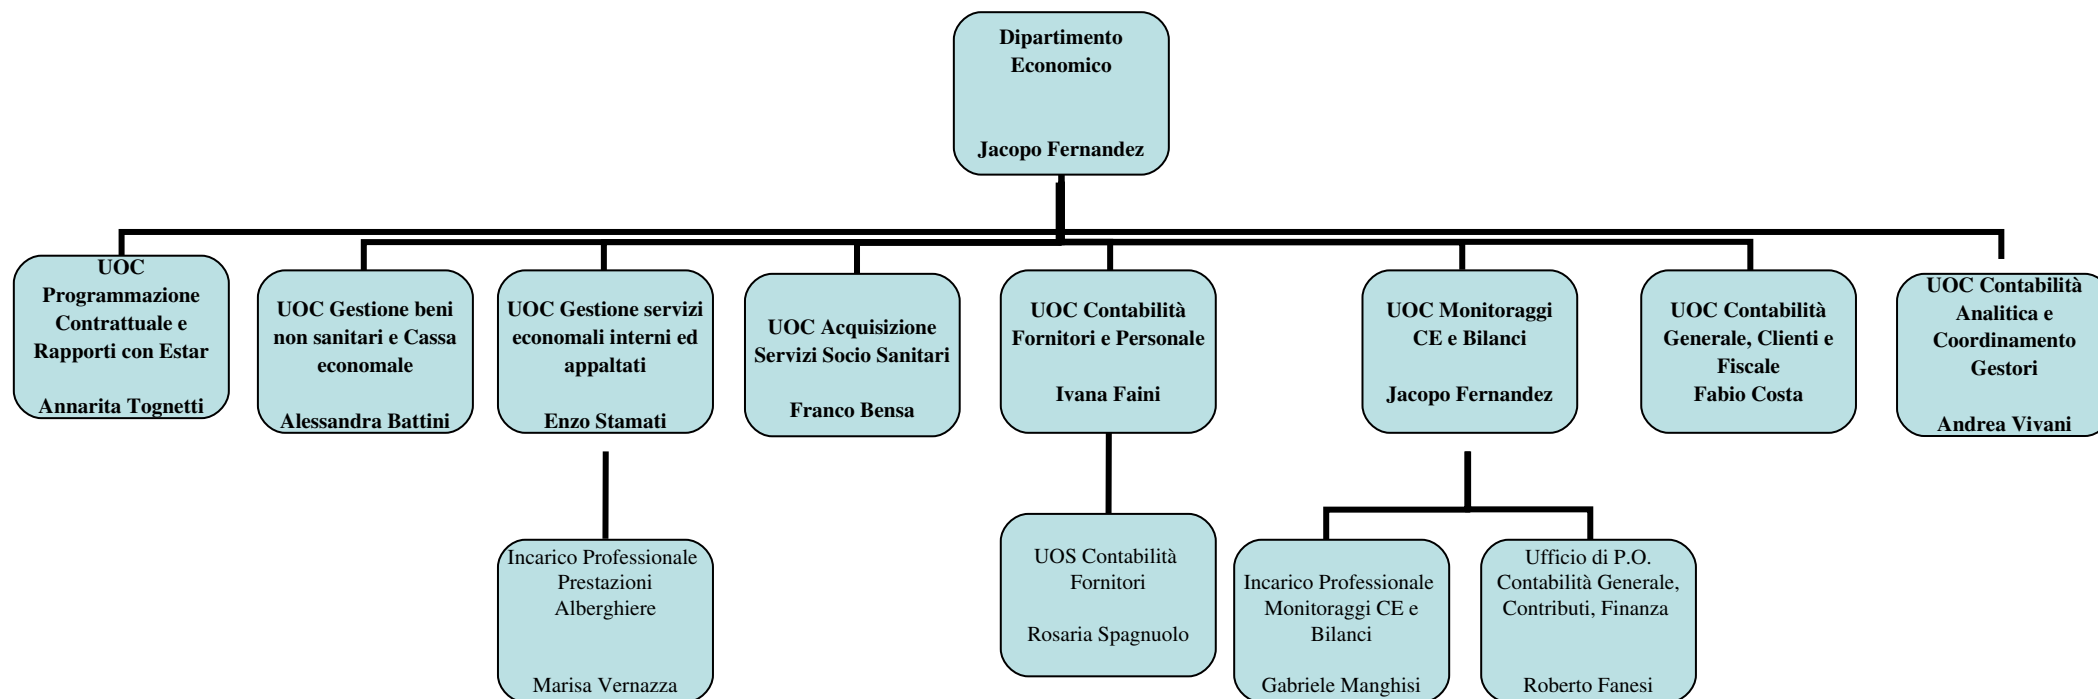 Dipartimento
Economico
Jacopo Fernandez
UOC
Programmazione
Contrattuale e
Rapporti con Estar
Annarita Tognetti
UOC Gestione beni
non sanitari e Cassa
economale
Alessandra Battini
UOC Gestione servizi
economali interni ed
appaltati
Enzo Stamati
UOC Acquisizione
Servizi Socio Sanitari
Franco Bensa
UOC Contabilità
Fornitori e Personale
Ivana Faini
UOC Monitoraggi
CE e Bilanci
Jacopo Fernandez
UOC Contabilità
Generale, Clienti e
Fiscale
Fabio Costa
UOC Contabilità
Analitica e
Coordinamento
Gestori
Andrea Vivani
Incarico Professionale
Prestazioni
Alberghiere
Marisa Vernazza
UOS Contabilità
Fornitori
Rosaria Spagnuolo
Incarico Professionale
Monitoraggi CE e
Bilanci
Gabriele Manghisi
Ufficio di P.O.
Contabilità Generale,
Contributi, Finanza
Roberto Fanesi